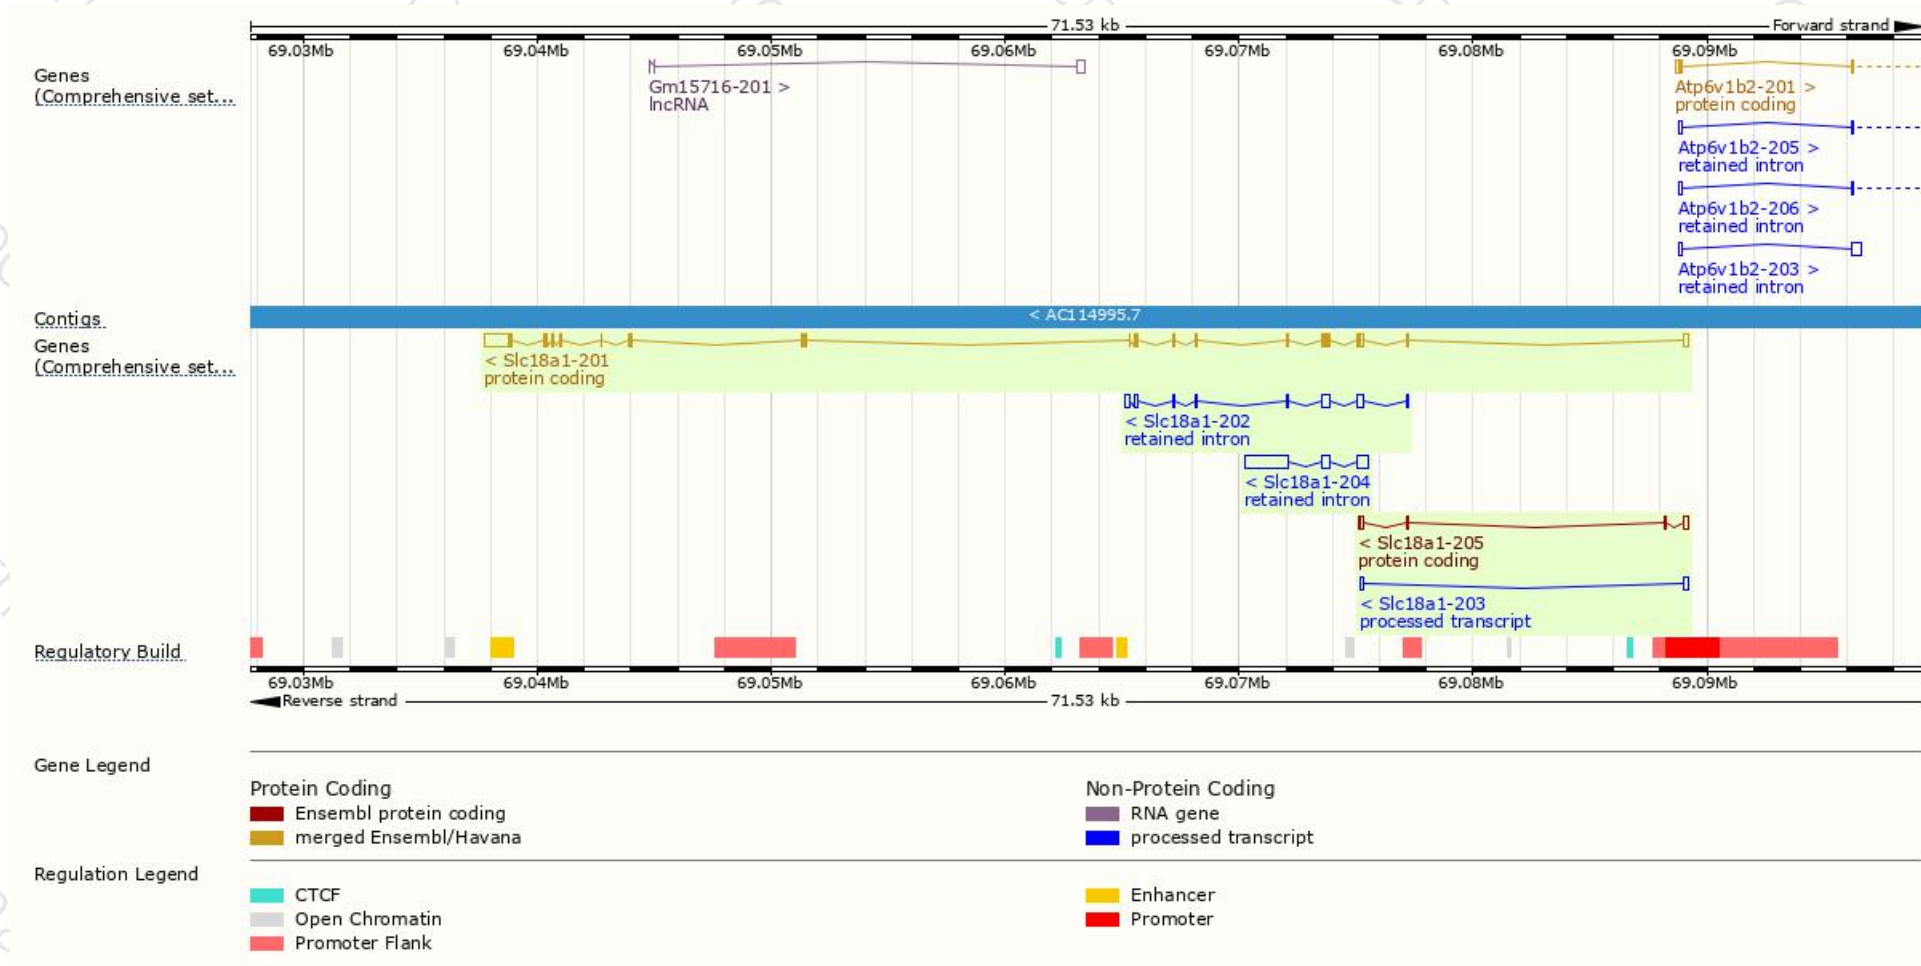 71.53 kb Forward strand
69.03Mb 69.04Mb 69.05Mb 69.06Mb 69.07Mb 69.08Mb 69.09Mb
Genes
(Comprehensive set...
Gm15716-201 >
lncRNA
Atp6v1b2-201 >
protein coding
Atp6v1b2-205 >
retained intron
Atp6v1b2-206 >
retained intron
Atp6v1b2-203 >
retained intron
Contigs
< AC114995.7
Genes
(Comprehensive set...
< Slc18a1-201
protein coding
< Slc18a1-202
retained intron
< Slc18a1-204
retained intron
< Slc18a1-205
protein coding
< Slc18a1-203
processed transcript
Regulatory Build
69.03Mb 69.04Mb 69.05Mb 69.06Mb 69.07Mb 69.08Mb 69.09Mb
Reverse strand 71.53 kb
Gene Legend
Protein Coding Non-Protein Coding
Ensembl protein coding RNA gene
merged Ensembl/Havana processed transcript
Regulation Legend
CTCF Enhancer
Open Chromatin Promoter
Promoter Flank